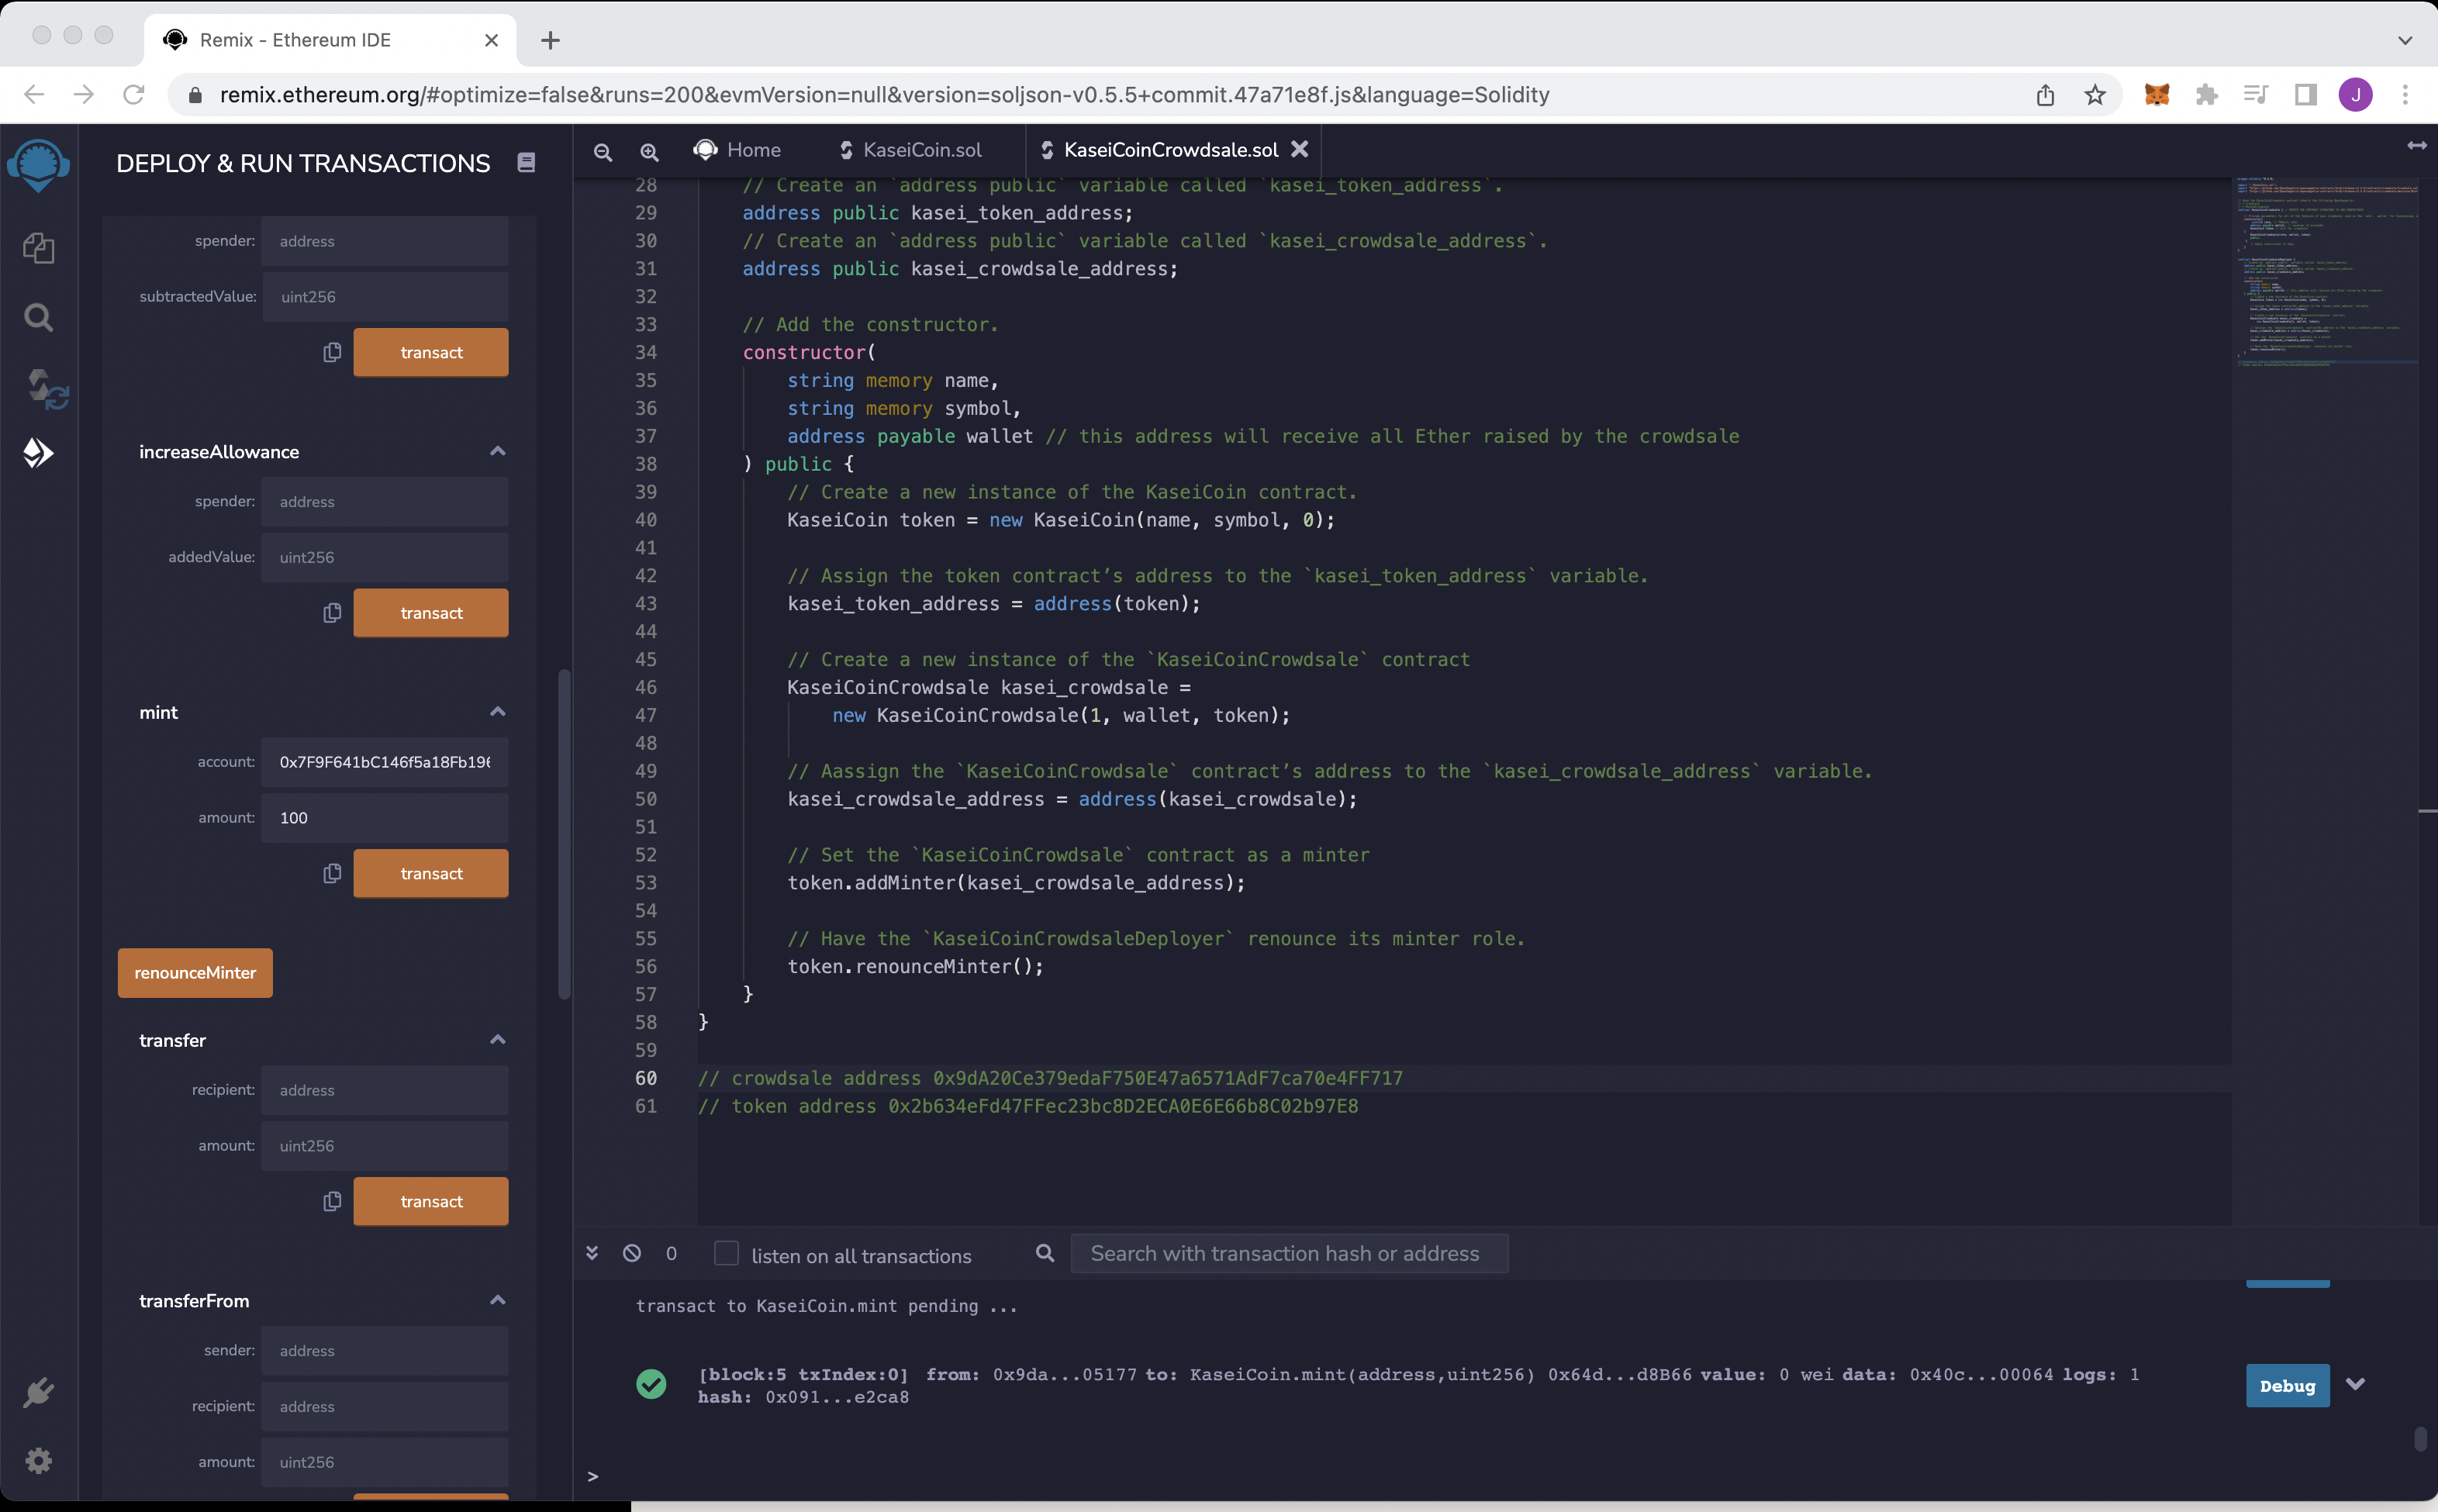 Remix - Ethereum IDE
remix.ethereum.org/#optimize=false&runs=200&evmVersion=null&version=soljson-v0.5.5+commit.47a71e8f.js&language=Solidity
J
DEPLOY & RUN TRANSACTIONS
spender: address
subtractedValue: uint256
transact
increaseAllowance
spender: address
addedValue: uint256
transact
mint
account: 0x7F9F641bC146f5a18Fb196
amount: 100
transact
renounceMinter
transfer
recipient: address
amount: uint256
transact
transferFrom
sender: address
recipient: address
amount: uint256
Home
KaseiCoin.sol
KaseiCoinCrowdsale.sol
28 // Create an `address public` variable called `kasei_token_address`.
29 address public kasei_token_address;
30 // Create an `address public` variable called `kasei_crowdsale_address`.
31 address public kasei_crowdsale_address;
32
33 // Add the constructor.
34 constructor(
35 string memory name,
36 string memory symbol,
37 address payable wallet // this address will receive all Ether raised by the crowdsale
38 ) public {
39 // Create a new instance of the KaseiCoin contract.
40 KaseiCoin token = new KaseiCoin(name, symbol, 0);
41
42 // Assign the token contract’s address to the `kasei_token_address` variable.
43 kasei_token_address = address(token);
44
45 // Create a new instance of the `KaseiCoinCrowdsale` contract
46 KaseiCoinCrowdsale kasei_crowdsale =
47 new KaseiCoinCrowdsale(1, wallet, token);
48
49 // Aassign the `KaseiCoinCrowdsale` contract’s address to the `kasei_crowdsale_address` variable.
50 kasei_crowdsale_address = address(kasei_crowdsale);
51
52 // Set the `KaseiCoinCrowdsale` contract as a minter
53 token.addMinter(kasei_crowdsale_address);
54
55 // Have the `KaseiCoinCrowdsaleDeployer` renounce its minter role.
56 token.renounceMinter();
57 }
58 }
59
60 // crowdsale address 0x9dA20Ce379edaF750E47a6571AdF7ca70e4FF717
61 // token address 0x2b634eFd47FFec23bc8D2ECA0E6E66b8C02b97E8
0
listen on all transactions
Search with transaction hash or address
transact to KaseiCoin.mint pending ...
[block:5 txIndex:0] from: 0x9da...05177 to: KaseiCoin.mint(address,uint256) 0x64d...d8B66 value: 0 wei data: 0x40c...00064 logs: 1
hash: 0x091...e2ca8
Debug
>